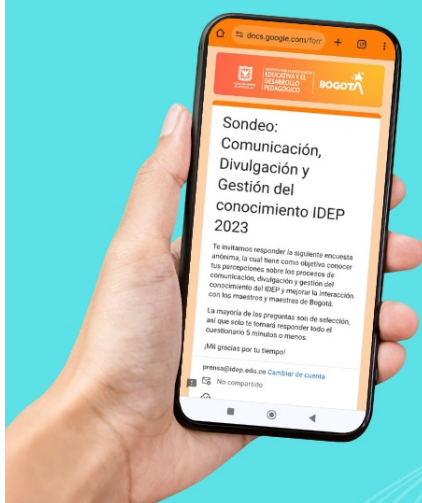 docs.google.com/forr
EDUCATIVA Y EL
DESARROLLO
PEDAGÓGICO
BOGOTÁ
Sondeo:
Comunicación,
Divulgación y
Gestión del
conocimiento IDEP
2023
Te invitamos responder la siguiente encuesta
anónima, la cual tiene como objetivo conocer
tus percepciones sobre los procesos de
comunicación, divulgación y gestión del
conocimiento del IDEP y mejorar la interacción
con los maestros y maestras de Bogotá.
La mayoría de las preguntas son de selección,
así que solo te tomará responder todo el
cuestionario 5 minutos o menos.
¡Mil gracias por tu tiempo!
prensa@idep.edu.co Cambiar de cuenta
No compartido